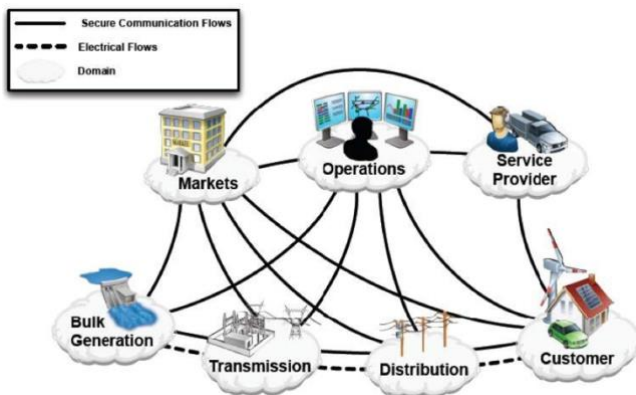 Secure Communication Flows
Electrical Flows
Domain
Markets
Operations
Service
Provider
Bulk
Generation
Transmission
Distribution
Customer